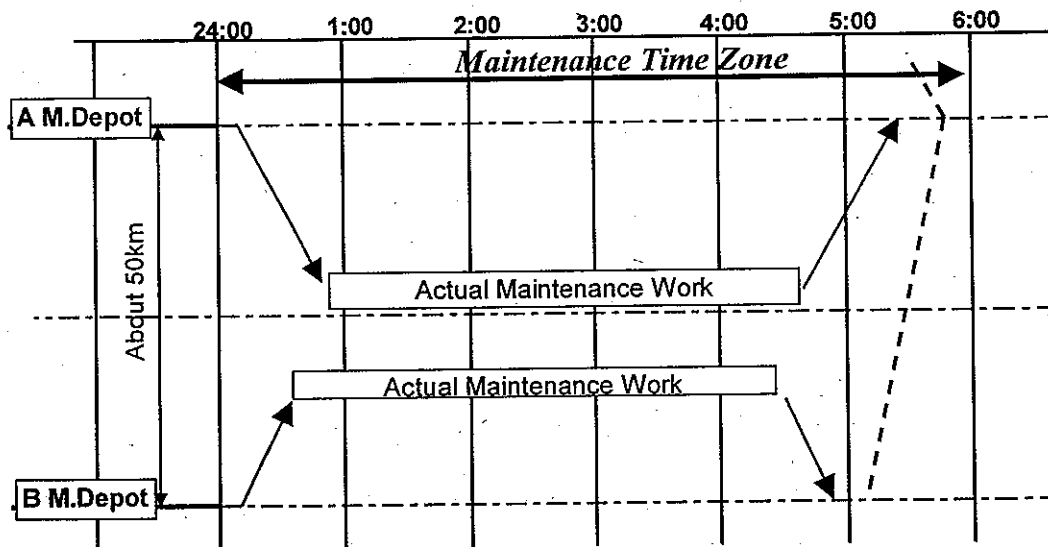 24:00 1:00 2:00 3:00 4:00 5:00 6:00
Maintenance Time Zone
A M.Depot
About 50km
Actual Maintenance Work
Actual Maintenance Work
B M.Depot